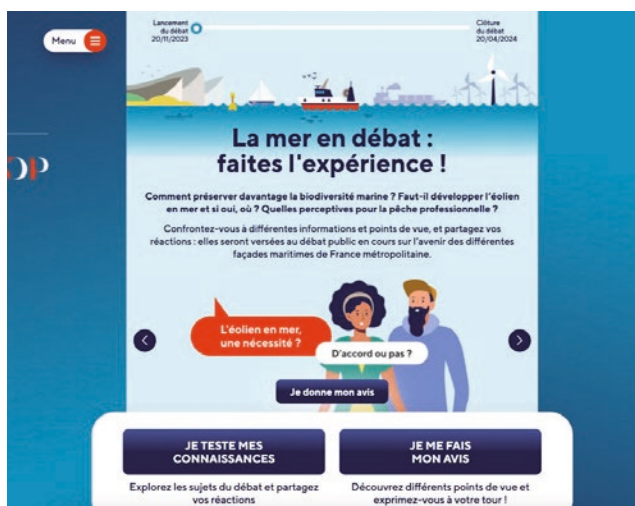 Menu
Lancement
du débat
20/11/2023
Clôture
du débat
20/04/2024
La mer en débat :
faites l'expérience !
Comment préserver davantage la biodiversité marine ? Faut-il développer l'éolien
en mer et si oui, où ? Quelles perceptives pour la pêche professionnelle ?
Confrontez-vous à différentes informations et points de vue, et partagez vos
réactions : elles seront versées au débat public en cours sur l'avenir des différentes
façades maritimes de France métropolitaine.
L'éolien en mer,
une nécessité ?
D'accord ou pas ?
Je donne mon avis
JE TESTE MES
CONNAISSANCES
Explorez les sujets du débat et partagez
vos réactions
JE ME FAIS
MON AVIS
Découvrez différents points de vue et
exprimez-vous à votre tour !